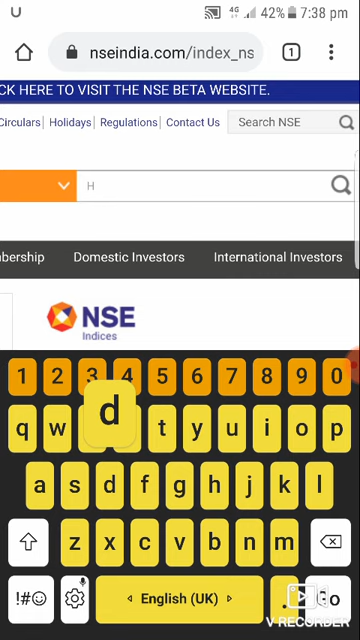 4G 42% 7:38 pm
nseindia.com/index_ns 1
CK HERE TO VISIT THE NSE BETA WEBSITE.
Circulars| Holidays| Regulations| Contact Us Search NSE
H
bership Domestic Investors International Investors
NSE
Indices
1 2 3 4 5 6 7 8 9 0
d
q w t y u i o p
a s d f g h j k l
z x c v b n m
!#☺ English (UK) . Go
V RECORDER